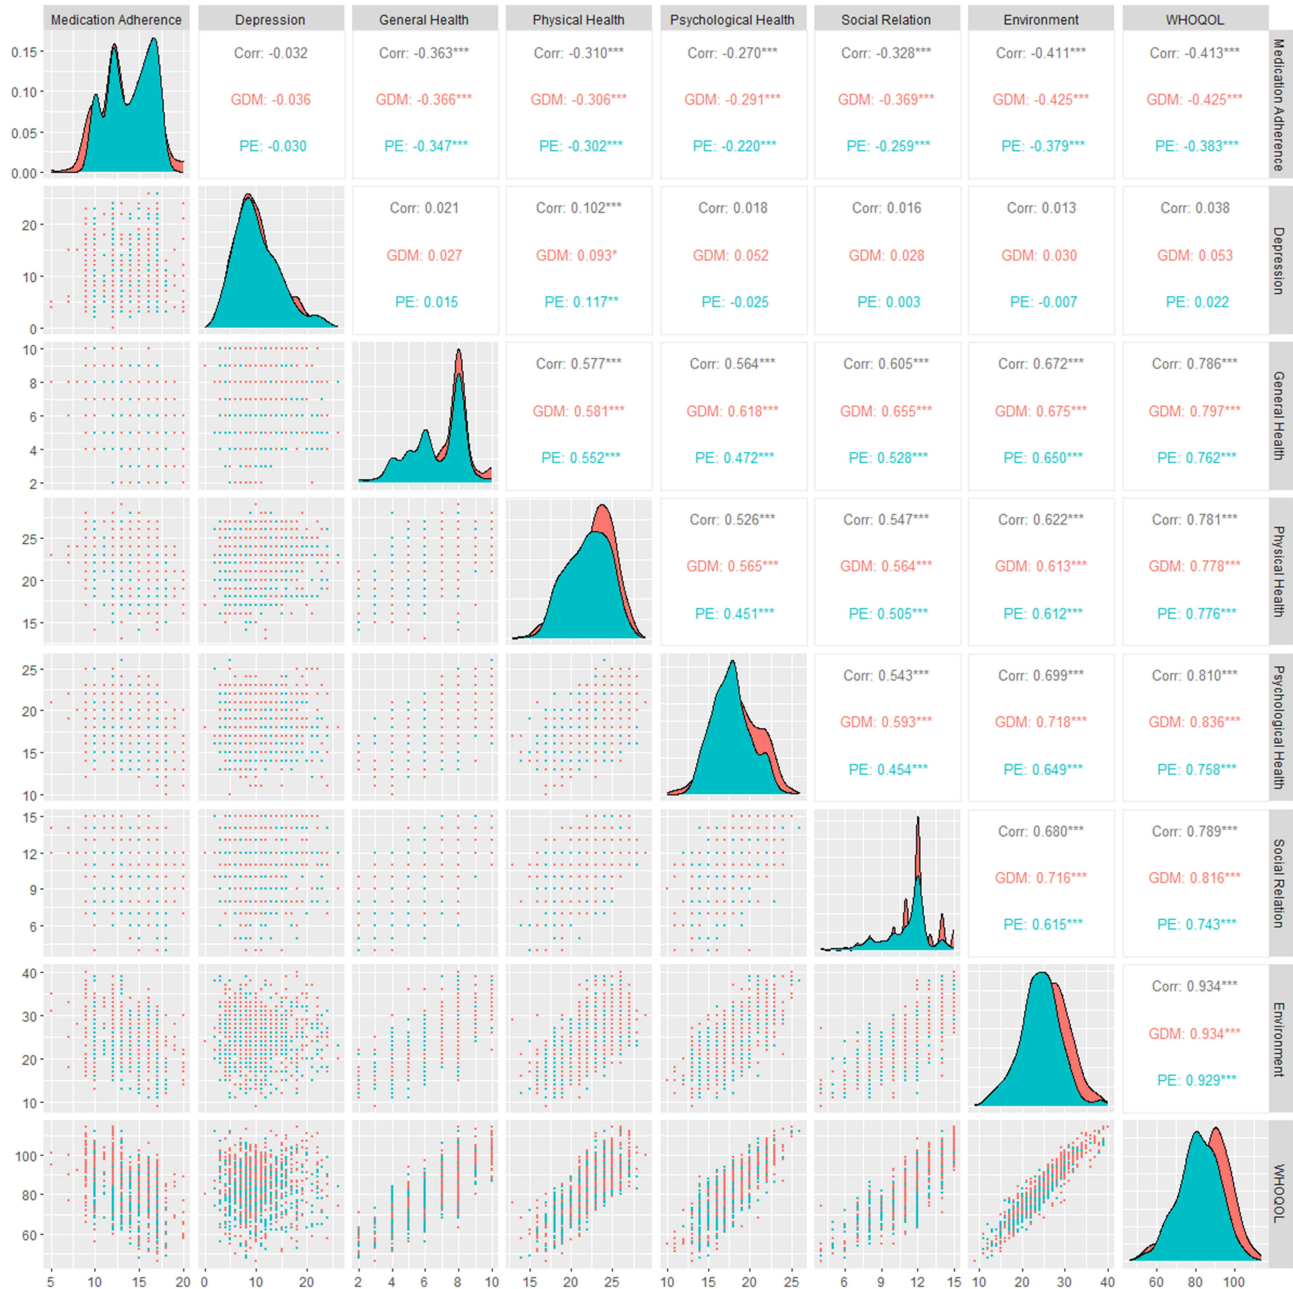 Medication Adherence Depression General Health Physical Health Psychological Health Social Relation Environment WHOQOL
0.15 Corr: -0.032 Corr: -0.363*** Corr: -0.310*** Corr: -0.270*** Corr: -0.328*** Corr: -0.411*** Corr: -0.413*** Medication Adherence
0.10 GDM: -0.036 GDM: -0.366*** GDM: -0.306*** GDM: -0.291*** GDM: -0.369*** GDM: -0.425*** GDM: -0.425***
0.05 PE: -0.030 PE: -0.347*** PE: -0.302*** PE: -0.220*** PE: -0.259*** PE: -0.379*** PE: -0.383***
0.00
Corr: 0.021 Corr: 0.102*** Corr: 0.018 Corr: 0.016 Corr: 0.013 Corr: 0.038 Depression
20
GDM: 0.027 GDM: 0.093* GDM: 0.052 GDM: 0.028 GDM: 0.030 GDM: 0.053
10
PE: 0.015 PE: 0.117** PE: -0.025 PE: 0.003 PE: -0.007 PE: 0.022
0
10 Corr: 0.577*** Corr: 0.564*** Corr: 0.605*** Corr: 0.672*** Corr: 0.786*** General Health
8
6 GDM: 0.581*** GDM: 0.618*** GDM: 0.655*** GDM: 0.675*** GDM: 0.797***
4 PE: 0.552*** PE: 0.472*** PE: 0.528*** PE: 0.650*** PE: 0.762***
2
Corr: 0.526*** Corr: 0.547*** Corr: 0.622*** Corr: 0.781*** Physical Health
25
GDM: 0.565*** GDM: 0.564*** GDM: 0.613*** GDM: 0.778***
20
PE: 0.451*** PE: 0.505*** PE: 0.612*** PE: 0.776***
15
25 Corr: 0.543*** Corr: 0.699*** Corr: 0.810*** Psychological Health
20 GDM: 0.593*** GDM: 0.718*** GDM: 0.836***
15 PE: 0.454*** PE: 0.649*** PE: 0.758***
10
15 Corr: 0.680*** Corr: 0.789*** Social Relation
12
9 GDM: 0.716*** GDM: 0.816***
6 PE: 0.615*** PE: 0.743***
40 Corr: 0.934*** Environment
30 GDM: 0.934***
20 PE: 0.929***
10
100 WHOQOL
80
60
5 10 15 20 0 10 20 2 4 6 8 10 15 20 25 10 15 20 25 6 9 12 15 10 20 30 40 60 80 100